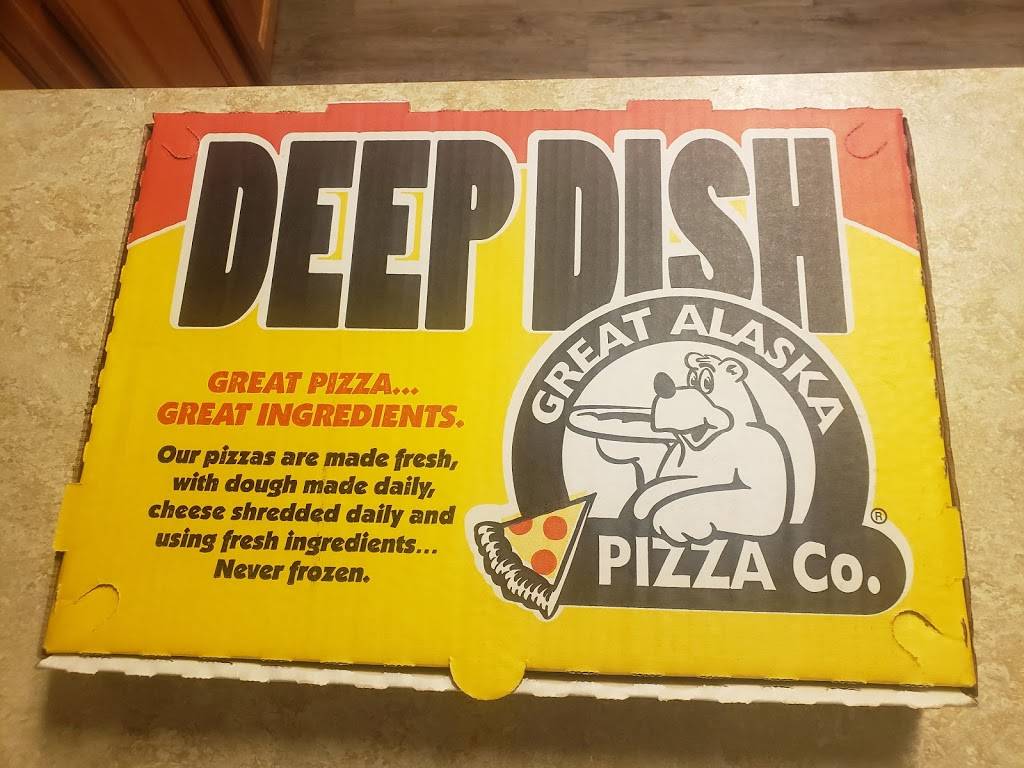 DEEP DISH
GREAT PIZZA...
GREAT INGREDIENTS.
Our pizzas are made fresh,
with dough made daily,
cheese shredded daily and
using fresh ingredients...
Never frozen.
GREAT ALASKA
PIZZA Co.
®